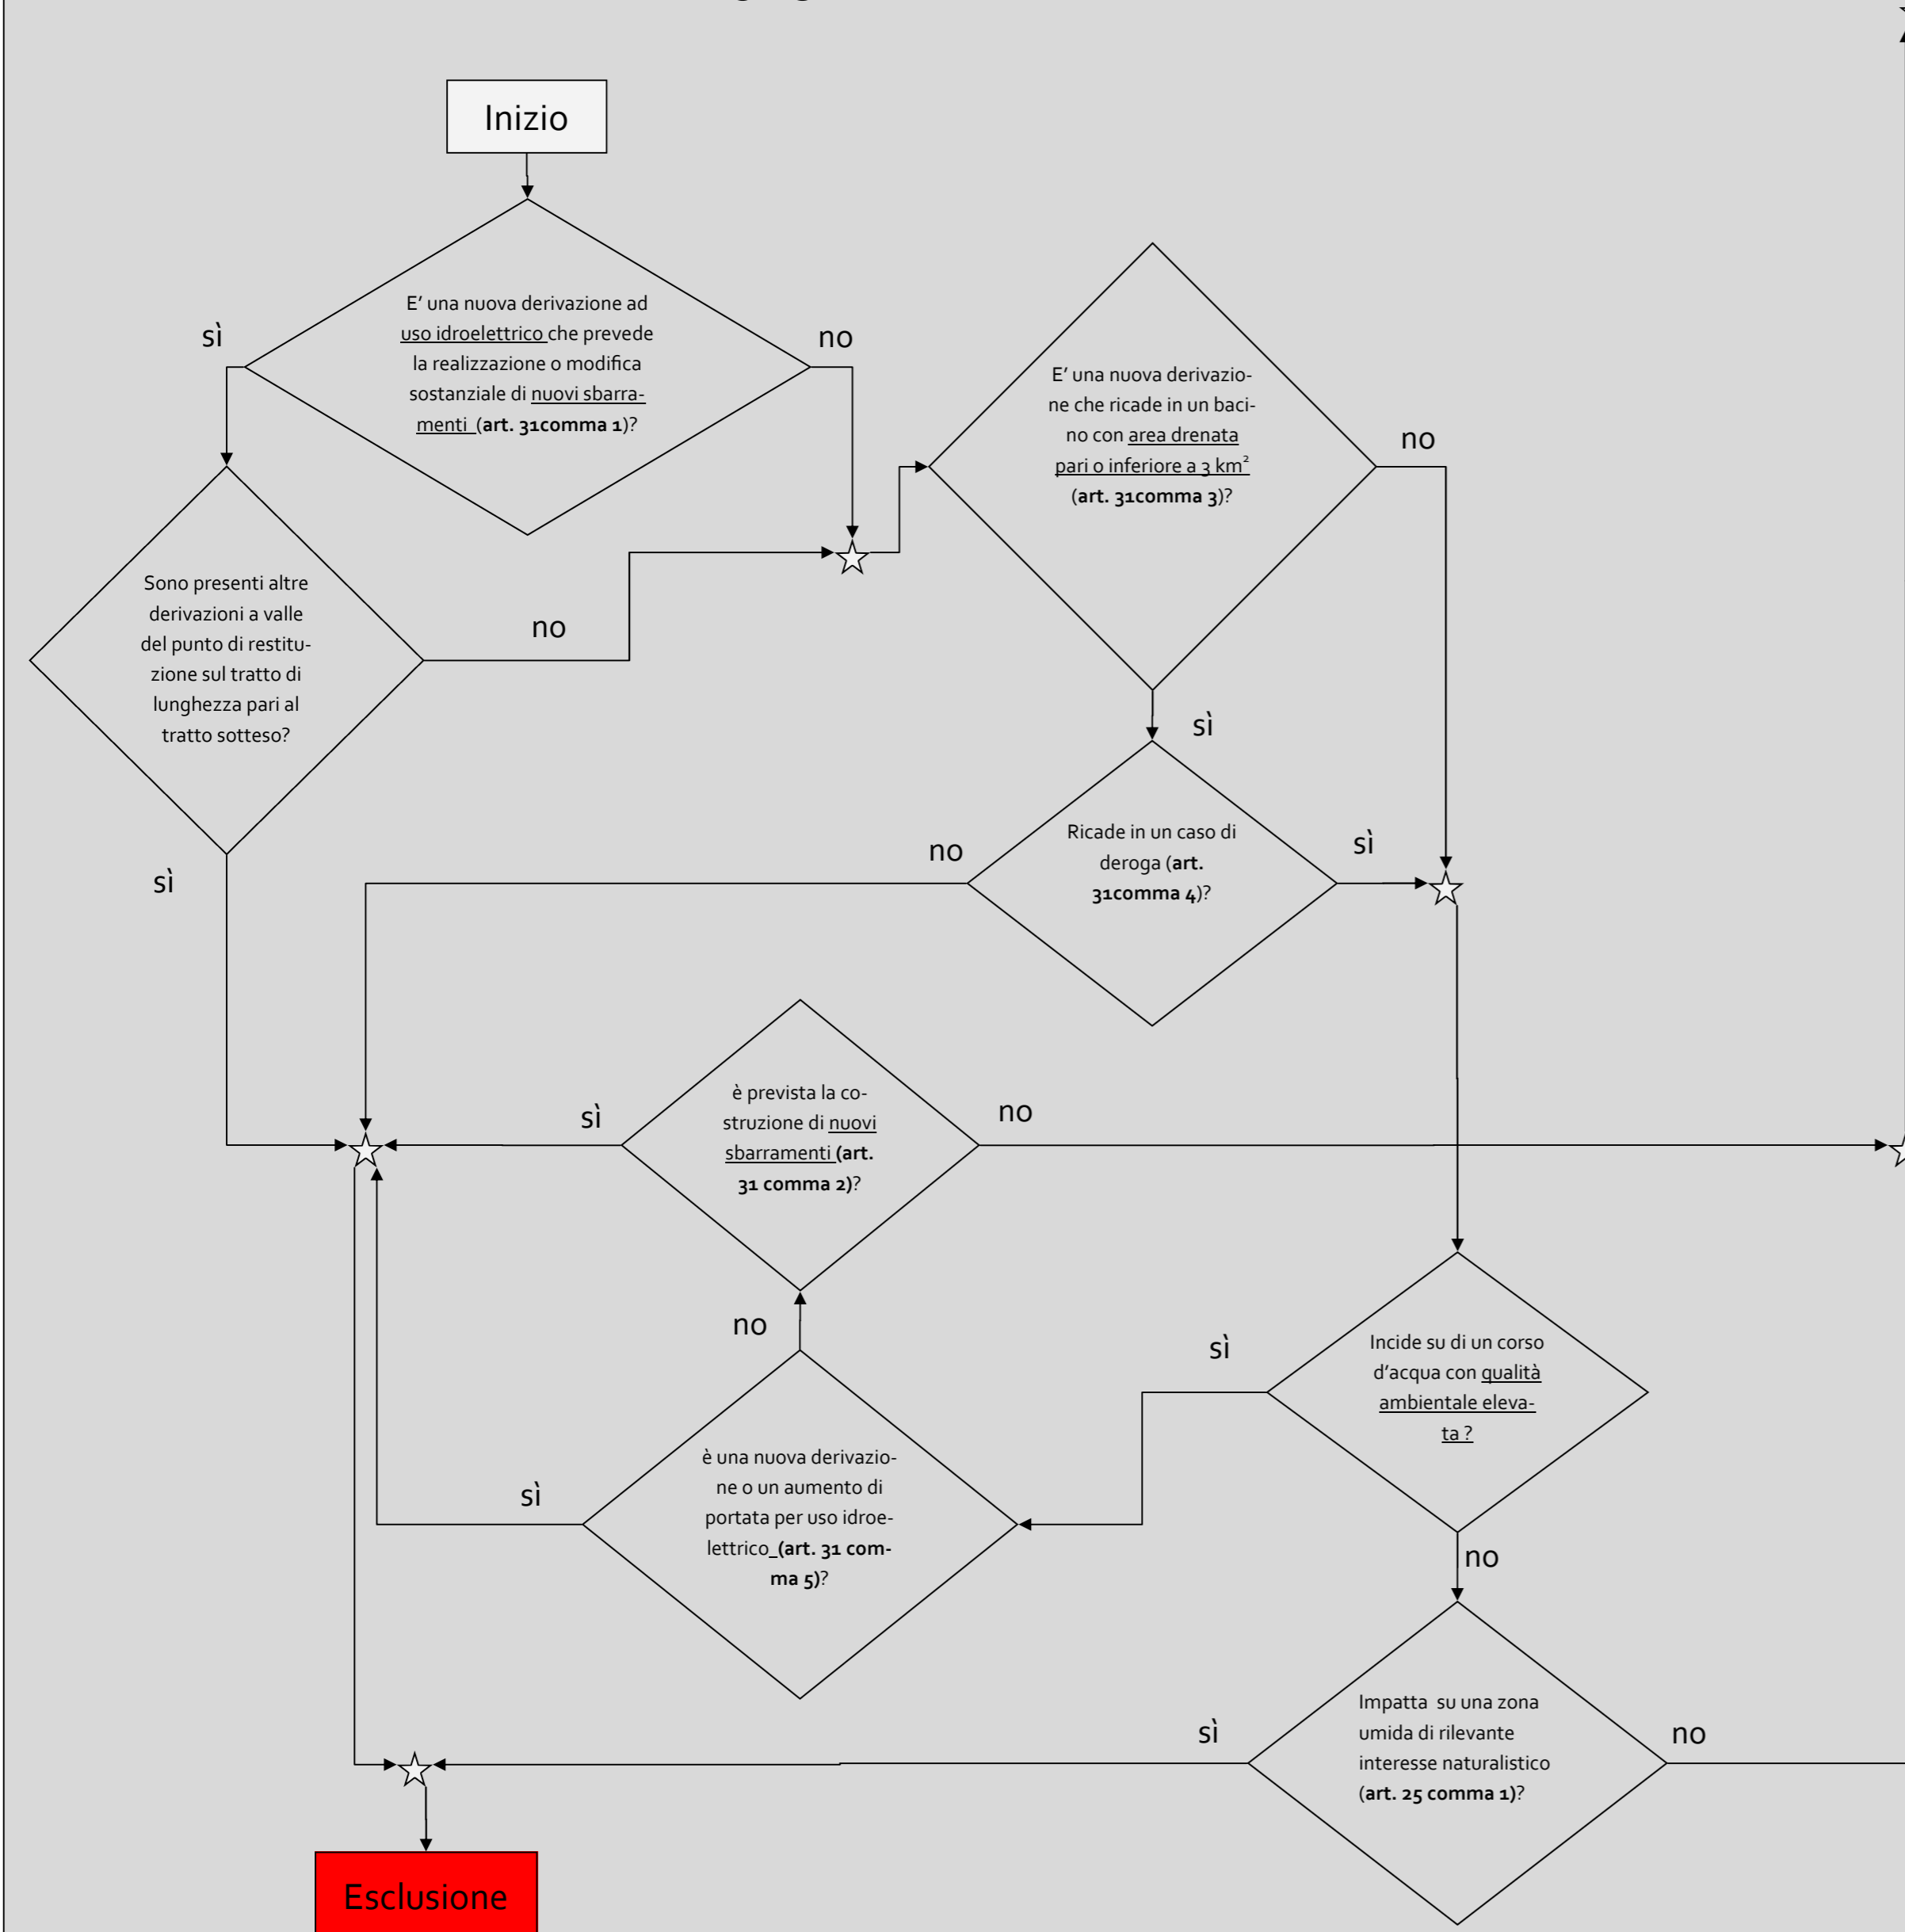 Inizio
E’ una nuova derivazione ad
uso idroelettrico che prevede
la realizzazione o modifica
sostanziale di nuovi sbarra-
menti (art. 31comma 1)?
sì
no
E’ una nuova derivazio-
ne che ricade in un baci-
no con area drenata
pari o inferiore a 3 km²
(art. 31comma 3)?
no
sì
Sono presenti altre
derivazioni a valle
del punto di restitu-
zione sul tratto di
lunghezza pari al
tratto sotteso?
no
sì
Ricade in un caso di
deroga (art.
31comma 4)?
no
sì
è prevista la co-
struzione di nuovi
sbarramenti (art.
31 comma 2)?
sì
no
Incide su di un corso
d’acqua con qualità
ambientale eleva-
ta ?
sì
no
è una nuova derivazio-
ne o un aumento di
portata per uso idroe-
lettrico_(art. 31 com-
ma 5)?
no
sì
Impatta su una zona
umida di rilevante
interesse naturalistico
(art. 25 comma 1)?
sì
no
Esclusione